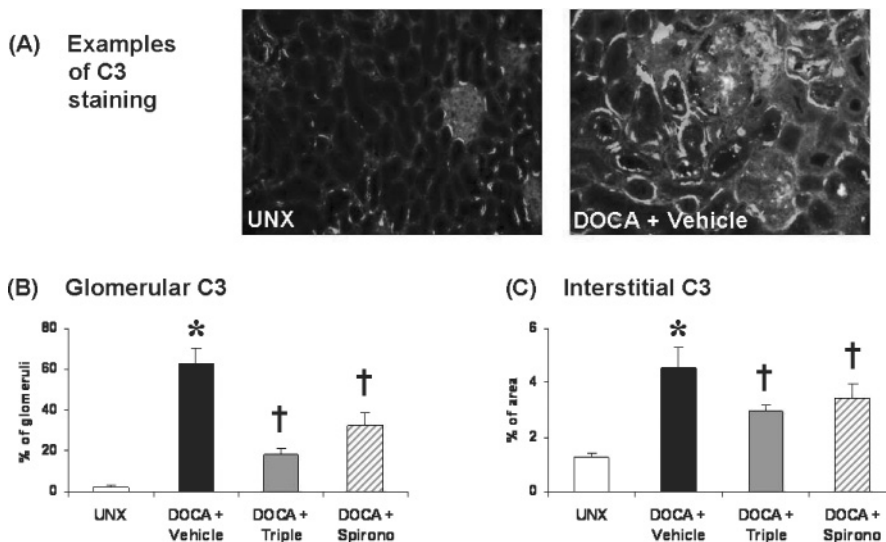 (A) Examples
of C3
staining
UNX
DOCA + Vehicle
(B) Glomerular C3
% of glomeruli
80
60
40
20
0
*
†
†
UNX
DOCA +
Vehicle
DOCA +
Triple
DOCA +
Spirono
(C) Interstitial C3
% of area
6
4
2
0
*
†
†
UNX
DOCA +
Vehicle
DOCA +
Triple
DOCA +
Spirono